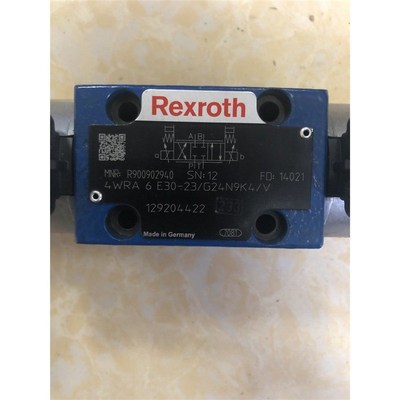 Rexroth
A B
a b
P T
MNR: R900902940 SN:12 FD: 14021
4WRA 6 E30-23/G24N9K4/V
129204422
Made in Germany